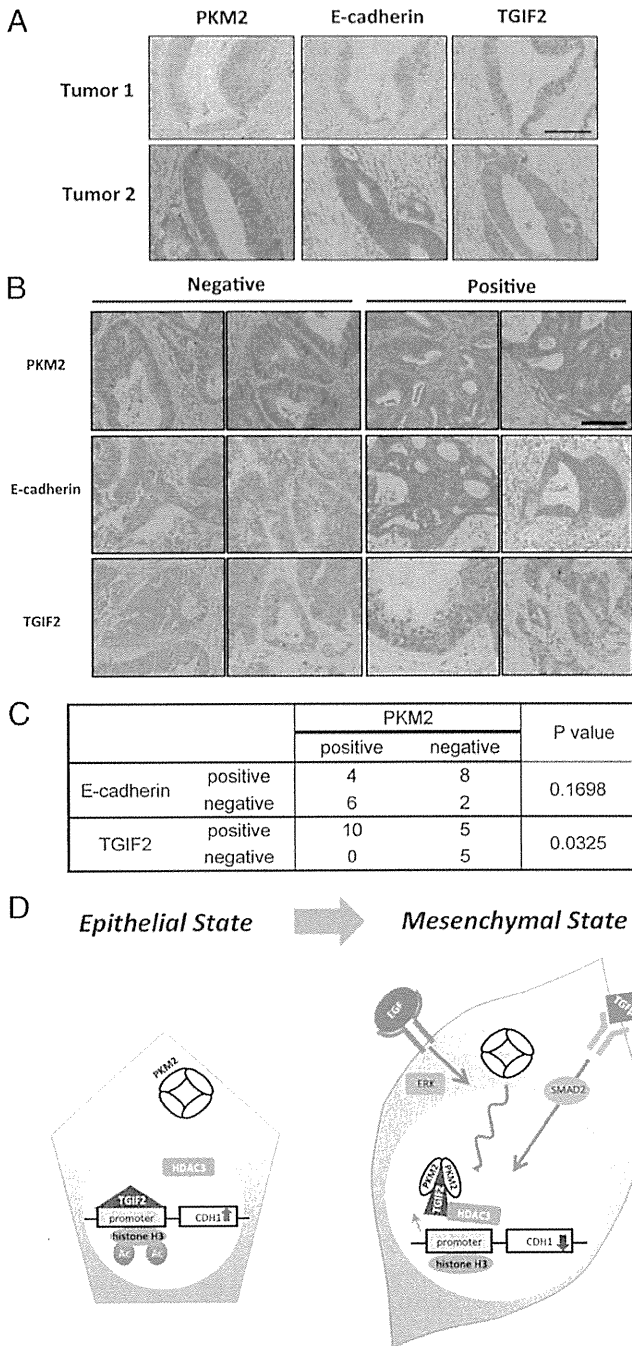 A
PKM2 E-cadherin TGIF2
Tumor 1
Tumor 2
B
Negative Positive
PKM2
E-cadherin
TGIF2
C
PKM2 P value
positive negative
E-cadherin positive 4 8 0.1698
negative 6 2
TGIF2 positive 10 5 0.0325
negative 0 5
D
Epithelial State Mesenchymal State
EGF
PKM2
ERK
SMAD2
HDAC3
TGIF2
promoter CDH1
histone H3
Ac Ac
PKM2 PKM2
TGIF2
HDAC3
promoter CDH1
histone H3